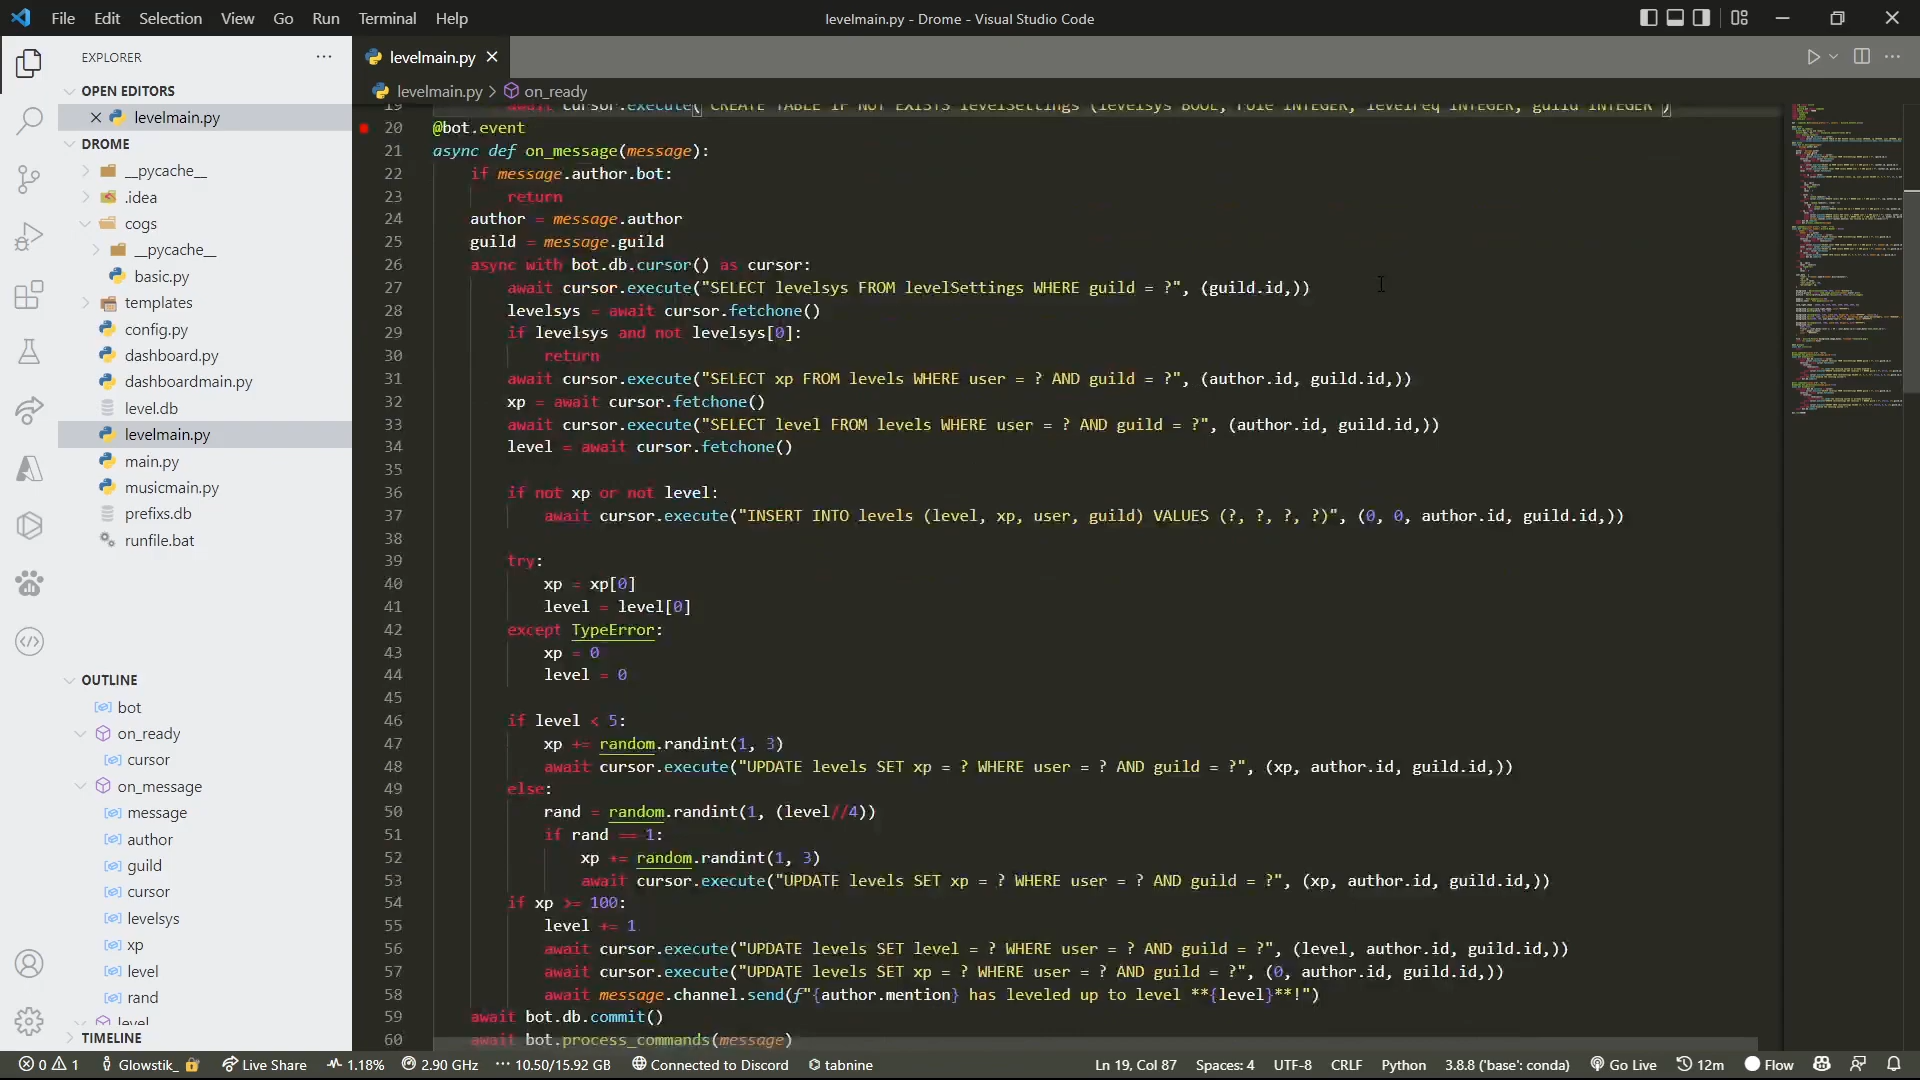 File Edit Selection View Go Run Terminal Help
levelmain.py - Drome - Visual Studio Code
EXPLORER
OPEN EDITORS
levelmain.py
DROME
__pycache__
.idea
cogs
__pycache__
basic.py
templates
config.py
dashboard.py
dashboardmain.py
level.db
levelmain.py
main.py
musicmain.py
prefixs.db
runfile.bat
OUTLINE
bot
on_ready
cursor
on_message
message
author
guild
cursor
levelsys
xp
level
rand
level
TIMELINE
levelmain.py
levelmain.py > on_ready
19 await cursor.execute("CREATE TABLE IF NOT EXISTS levelSettings (levelsys BOOL, role INTEGER, levelreq INTEGER, guild INTEGER
20 @bot.event
21 async def on_message(message):
22 if message.author.bot:
23 return
24 author = message.author
25 guild = message.guild
26 async with bot.db.cursor() as cursor:
27 await cursor.execute("SELECT levelsys FROM levelSettings WHERE guild = ?", (guild.id,))
28 levelsys = await cursor.fetchone()
29 if levelsys and not levelsys[0]:
30 return
31 await cursor.execute("SELECT xp FROM levels WHERE user = ? AND guild = ?", (author.id, guild.id,))
32 xp = await cursor.fetchone()
33 await cursor.execute("SELECT level FROM levels WHERE user = ? AND guild = ?", (author.id, guild.id,))
34 level = await cursor.fetchone()
35
36 if not xp or not level:
37 await cursor.execute("INSERT INTO levels (level, xp, user, guild) VALUES (?, ?, ?, ?)", (0, 0, author.id, guild.id,))
38
39 try:
40 xp = xp[0]
41 level = level[0]
42 except TypeError:
43 xp = 0
44 level = 0
45
46 if level < 5:
47 xp += random.randint(1, 3)
48 await cursor.execute("UPDATE levels SET xp = ? WHERE user = ? AND guild = ?", (xp, author.id, guild.id,))
49 else:
50 rand = random.randint(1, (level//4))
51 if rand == 1:
52 xp += random.randint(1, 3)
53 await cursor.execute("UPDATE levels SET xp = ? WHERE user = ? AND guild = ?", (xp, author.id, guild.id,))
54 if xp >= 100:
55 level += 1
56 await cursor.execute("UPDATE levels SET level = ? WHERE user = ? AND guild = ?", (level, author.id, guild.id,))
57 await cursor.execute("UPDATE levels SET xp = ? WHERE user = ? AND guild = ?", (0, author.id, guild.id,))
58 await message.channel.send(f"{author.mention} has leveled up to level **{level}**!")
59 await bot.db.commit()
60 await bot.process_commands(message)
0 1 Glowstik_ Live Share 1.18% 2.90 GHz 10.50/15.92 GB Connected to Discord tabnine Ln 19, Col 87 Spaces: 4 UTF-8 CRLF Python 3.8.8 ('base': conda) Go Live 12m Flow